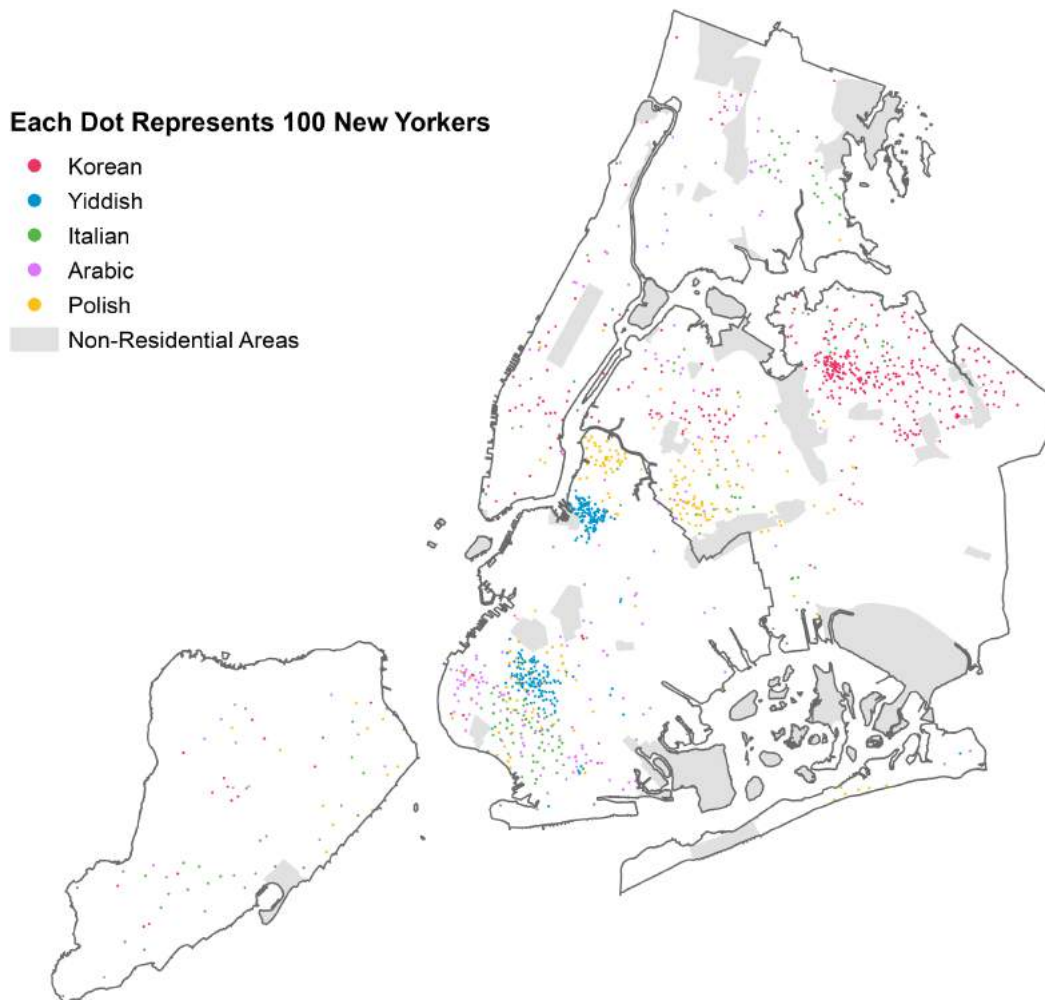 Each Dot Represents 100 New Yorkers
Korean
Yiddish
Italian
Arabic
Polish
Non-Residential Areas